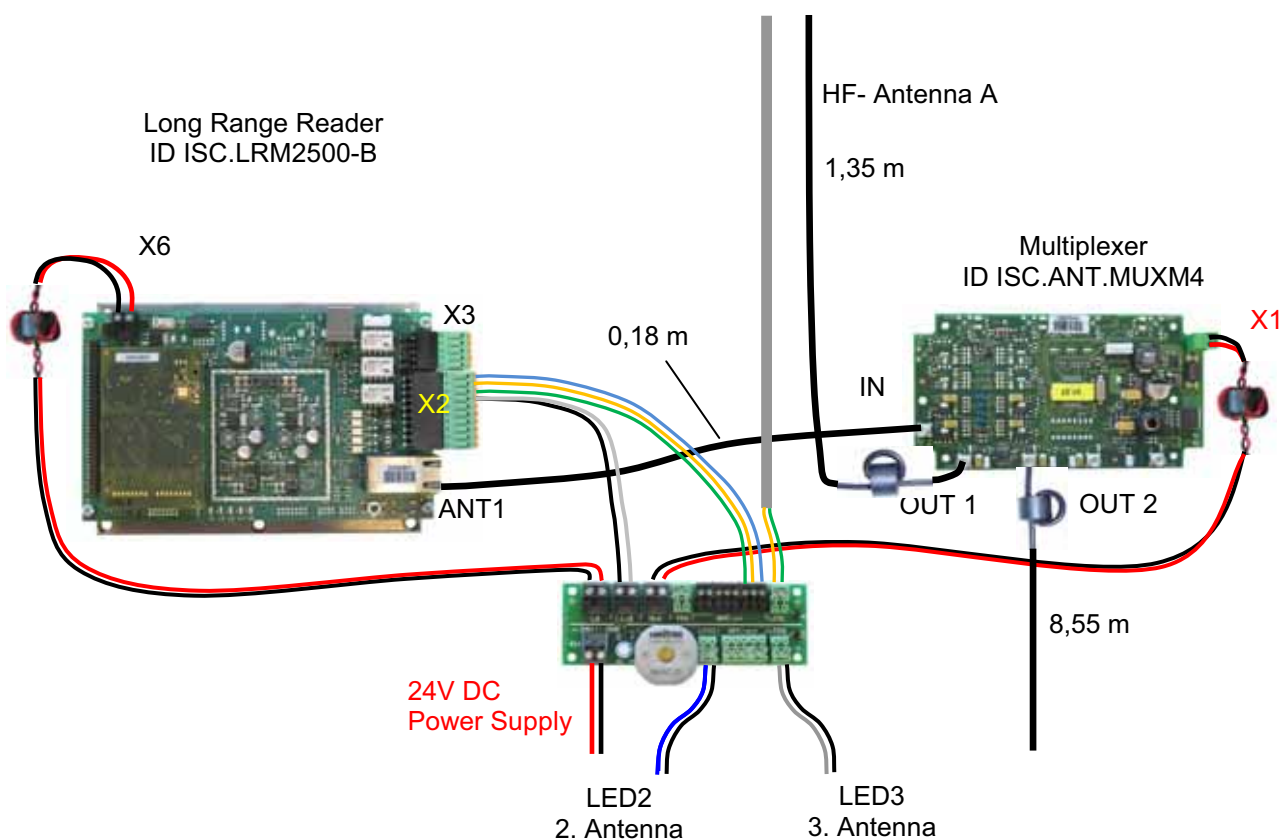 HF- Antenna A
Long Range Reader
ID ISC.LRM2500-B
1,35 m
X6
Multiplexer
ID ISC.ANT.MUXM4
X3
X1
0,18 m
IN
X2
ANT1
OUT 1
OUT 2
8,55 m
24V DC
Power Supply
LED2
2. Antenna
LED3
3. Antenna